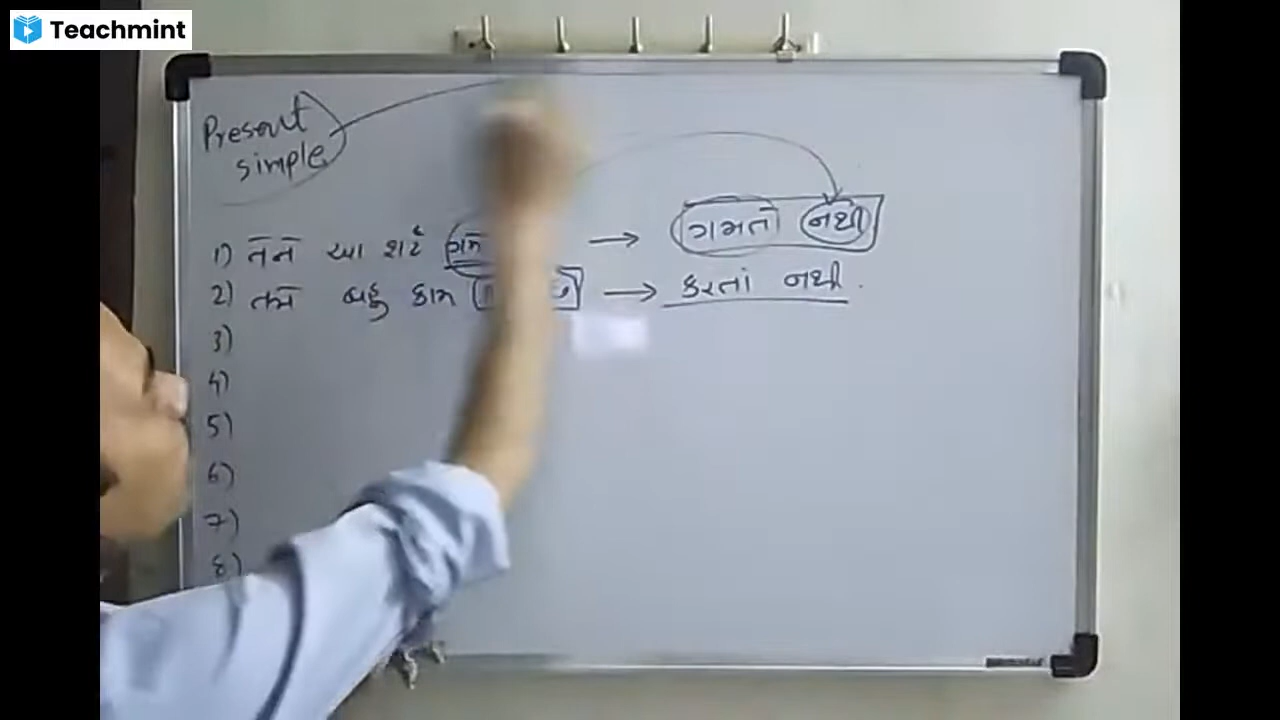 Teachmint
Present
simple
1) તને આ શર્ટ → ગમતો નથી
2) તમે બહુ કામ → કરતાં નથી.
3)
4)
5)
6)
7)
8)